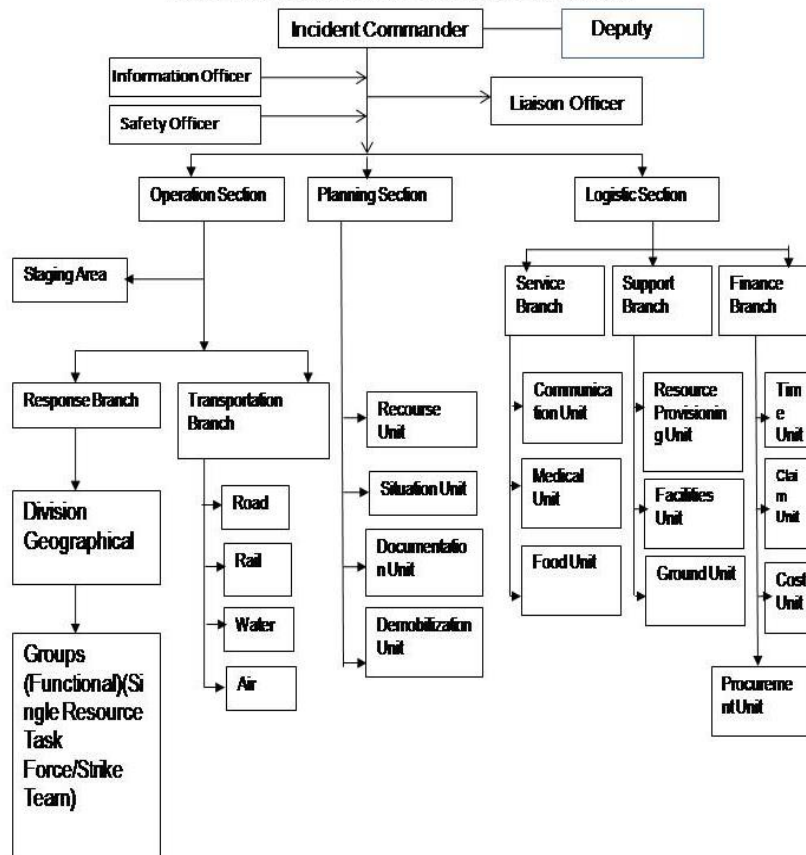 Incident Commander
Deputy
Information Officer
Liaison Officer
Safety Officer
Operation Section
Planning Section
Logistic Section
Staging Area
Service
Branch
Support
Branch
Finance
Branch
Response Branch
Transportation
Branch
Recourse
Unit
Communica
tion Unit
Resource
Provisionin
g Unit
Tim
e
Unit
Division
Geographical
Road
Situation Unit
Medical
Unit
Facilities
Unit
Clai
m
Unit
Rail
Documentatio
n Unit
Food Unit
Ground Unit
Cost
Unit
Water
Demobilization
Unit
Groups
(Functional)(Si
ngle Resource
Task
Force/Strike
Team)
Air
Procureme
nt Unit